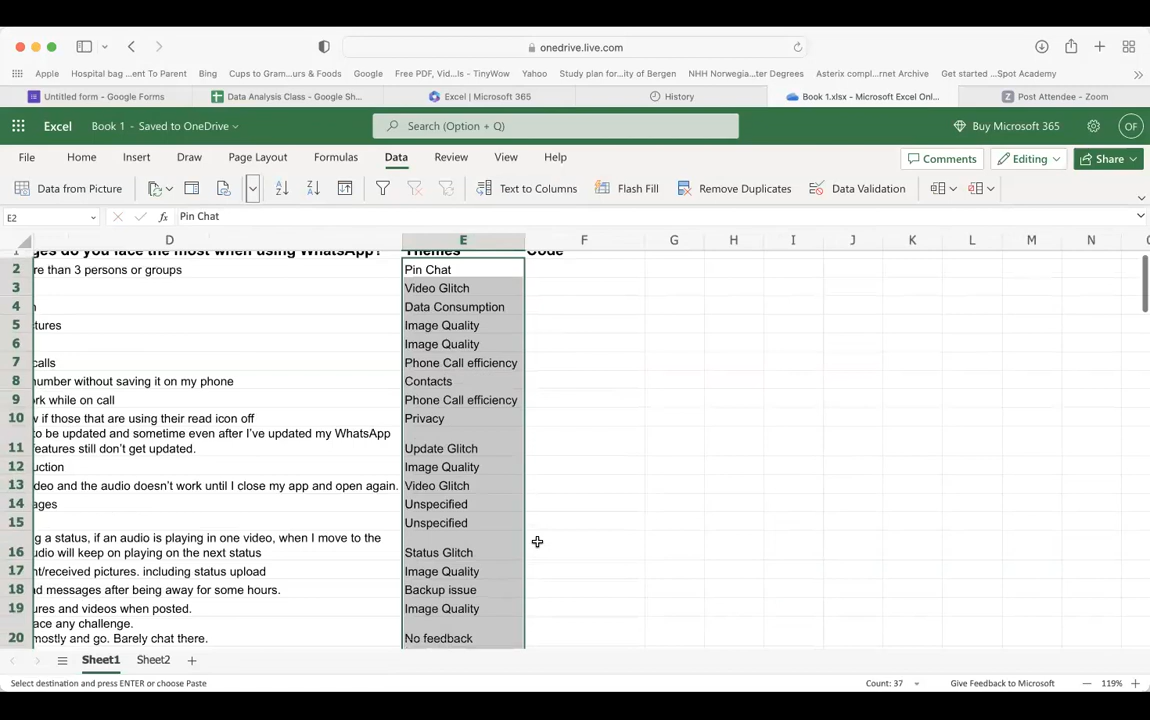 onedrive.live.com
Apple Hospital bag ...ent To Parent Bing Cups to Gram...urs & Foods Google Free PDF, Vid...ls - TinyWow Yahoo Study plan for...ity of Bergen NHH Norwegia...ter Degrees Asterix compl...rnet Archive Get started ...Spot Academy
Untitled form - Google Forms Data Analysis Class - Google Sh... Excel | Microsoft 365 History Book 1.xlsx - Microsoft Excel Onl... Post Attendee - Zoom
Excel Book 1 - Saved to OneDrive Search (Option + Q) Buy Microsoft 365 OF
File Home Insert Draw Page Layout Formulas Data Review View Help Comments Editing Share
Data from Picture Text to Columns Flash Fill Remove Duplicates Data Validation
E2 fx Pin Chat
D E F G H I J K L M N
1 ges do you face the most when using WhatsApp? Themes Code
2 re than 3 persons or groups Pin Chat
3 Video Glitch
4 Data Consumption
5 tures Image Quality
6 Image Quality
7 calls Phone Call efficiency
8 number without saving it on my phone Contacts
9 rk while on call Phone Call efficiency
10 w if those that are using their read icon off Privacy
to be updated and sometime even after I've updated my WhatsApp
11 features still don't get updated. Update Glitch
12 uction Image Quality
13 ideo and the audio doesn't work until I close my app and open again. Video Glitch
14 ages Unspecified
15 Unspecified
g a status, if an audio is playing in one video, when I move to the
16 udio will keep on playing on the next status Status Glitch
17 nt/received pictures. including status upload Image Quality
18 nd messages after being away for some hours. Backup issue
19 ures and videos when posted. Image Quality
ace any challenge.
20 mostly and go. Barely chat there. No feedback
Sheet1 Sheet2
Select destination and press ENTER or choose Paste Count: 37 Give Feedback to Microsoft 119%